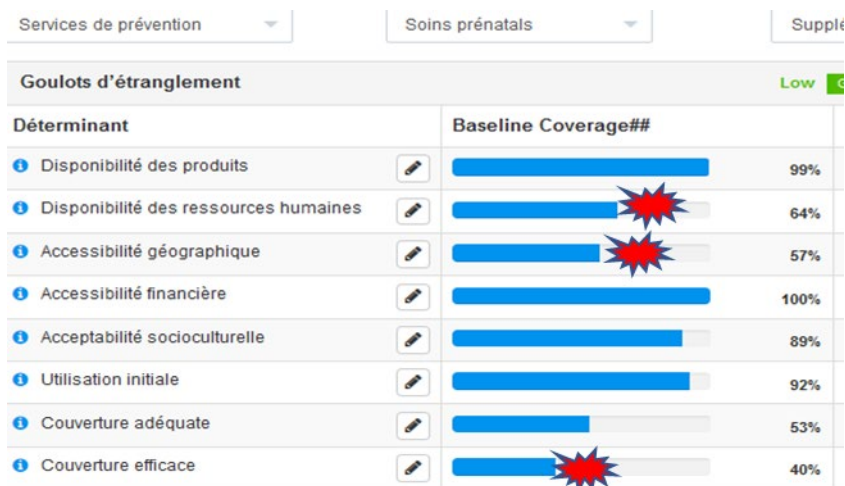 Services de prévention Soins prénatals
Goulots d'étranglement Low
Déterminant Baseline Coverage##
Disponibilité des produits 99%
Disponibilité des ressources humaines 64%
Accessibilité géographique 57%
Accessibilité financière 100%
Acceptabilité socioculturelle 89%
Utilisation initiale 92%
Couverture adéquate 53%
Couverture efficace 40%